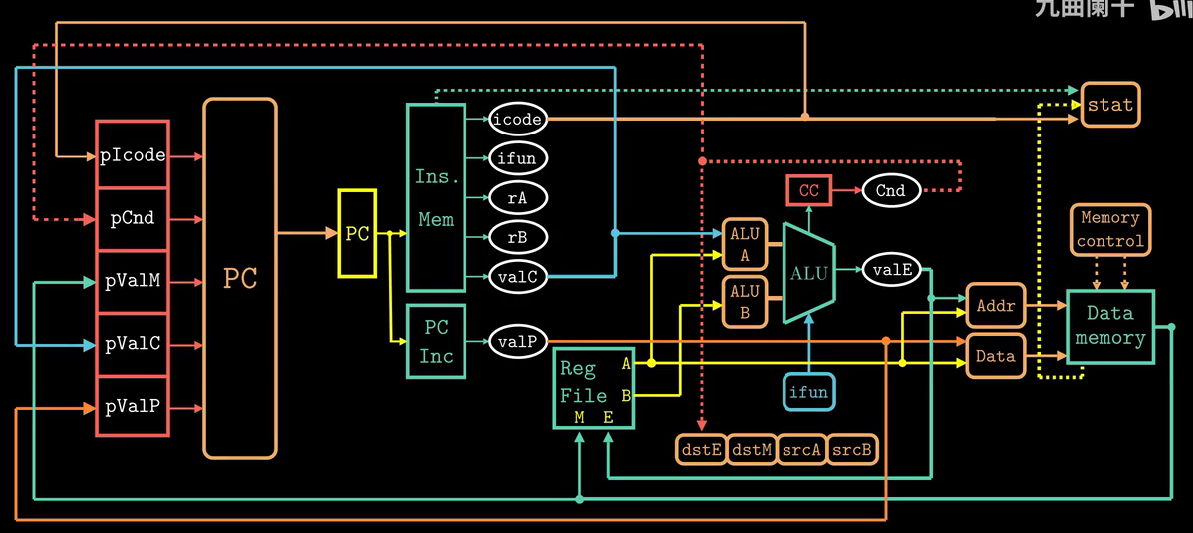 九曲阑干
stat
icode
pIcode
ifun
Ins.
Mem
rA
CC
Cnd
pCnd
PC
rB
ALU
A
Memory
control
pValM
PC
valC
ALU
B
ALU
valE
Addr
Data
memory
pValC
PC
Inc
valP
Data
Reg
File
A
B
M
E
ifun
pValP
dstE
dstM
srcA
srcB